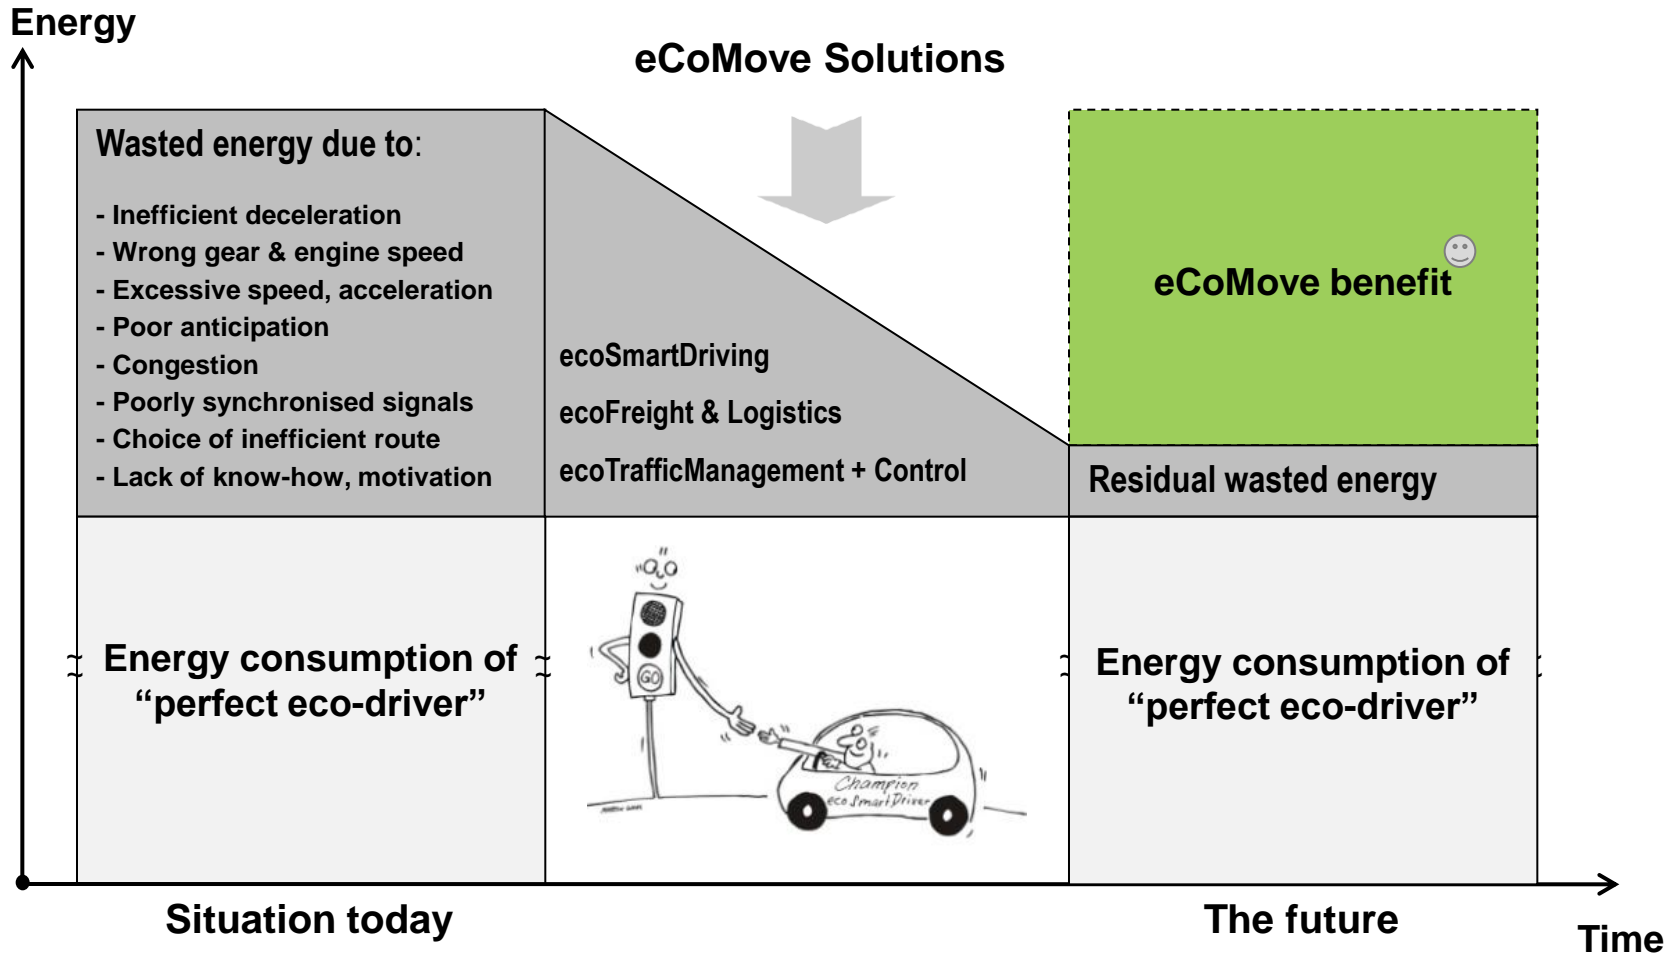 Energy
eCoMove Solutions
Wasted energy due to:
- Inefficient deceleration
- Wrong gear & engine speed
- Excessive speed, acceleration
- Poor anticipation
- Congestion
- Poorly synchronised signals
- Choice of inefficient route
- Lack of know-how, motivation
ecoSmartDriving
ecoFreight & Logistics
ecoTrafficManagement + Control
eCoMove benefit
Residual wasted energy
Energy consumption of
“perfect eco-driver”
GO
Champion
ecoSmartDriver
Energy consumption of
“perfect eco-driver”
Situation today
The future
Time